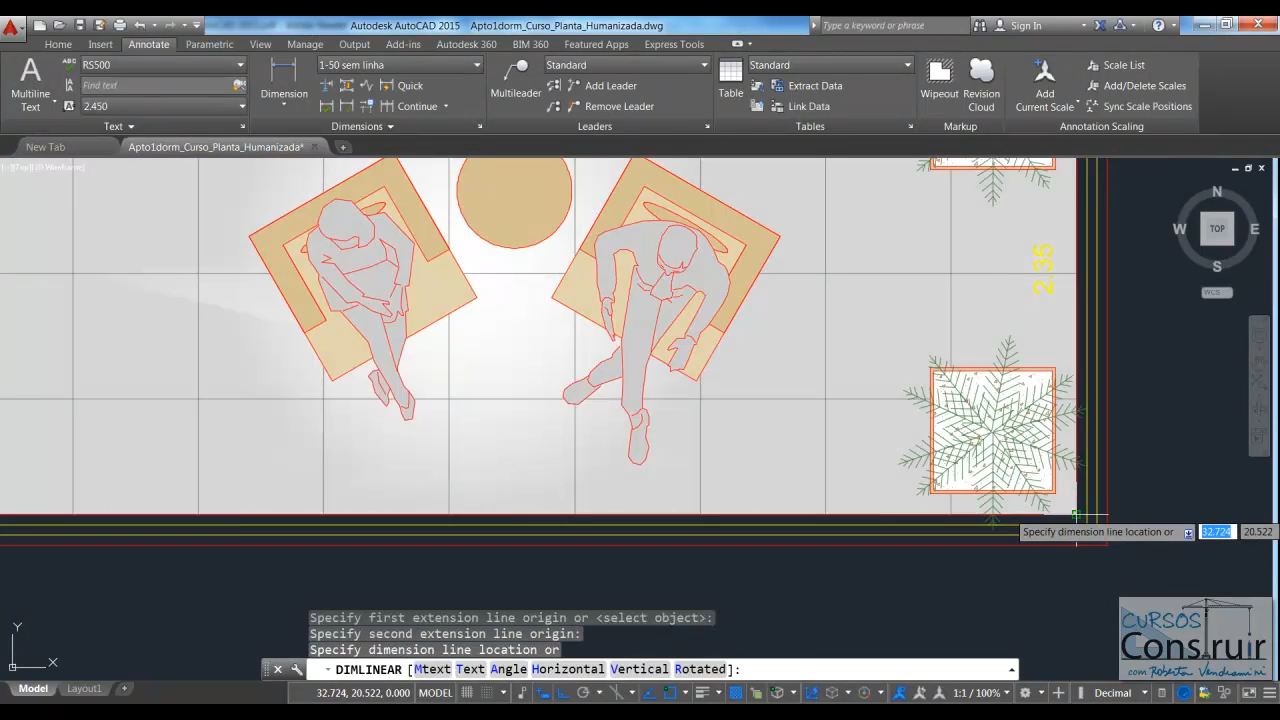 Autodesk AutoCAD 2015 Apto1dorm_Curso_Planta_Humanizada.dwg
Type a keyword or phrase
Sign In
Home Insert Annotate Parametric View Manage Output Add-ins Autodesk 360 BIM 360 Featured Apps Express Tools
Multiline
Text
ABC
RS500
Find text
2.450
Text
Dimension
1-50 sem linha
Quick
Continue
Dimensions
Multileader
Standard
Add Leader
Remove Leader
Leaders
Table
Standard
Extract Data
Link Data
Tables
Wipeout
Revision
Cloud
Markup
Add
Current Scale
Scale List
Add/Delete Scales
Sync Scale Positions
Annotation Scaling
New Tab
Apto1dorm_Curso_Planta_Humanizada*
[-][Top][2D Wireframe]
N
W TOP E
S
WCS
2.35
Specify dimension line location or 32.724 20.522
Specify first extension line origin or <select object>:
Specify second extension line origin:
Specify dimension line location or
DIMLINEAR [Mtext Text Angle Horizontal Vertical Rotated]:
Y
X
CURSOS
Construir
com Roberta Vendramini
Model Layout1
32.724, 20.522, 0.000 MODEL
1:1 / 100%
Decimal